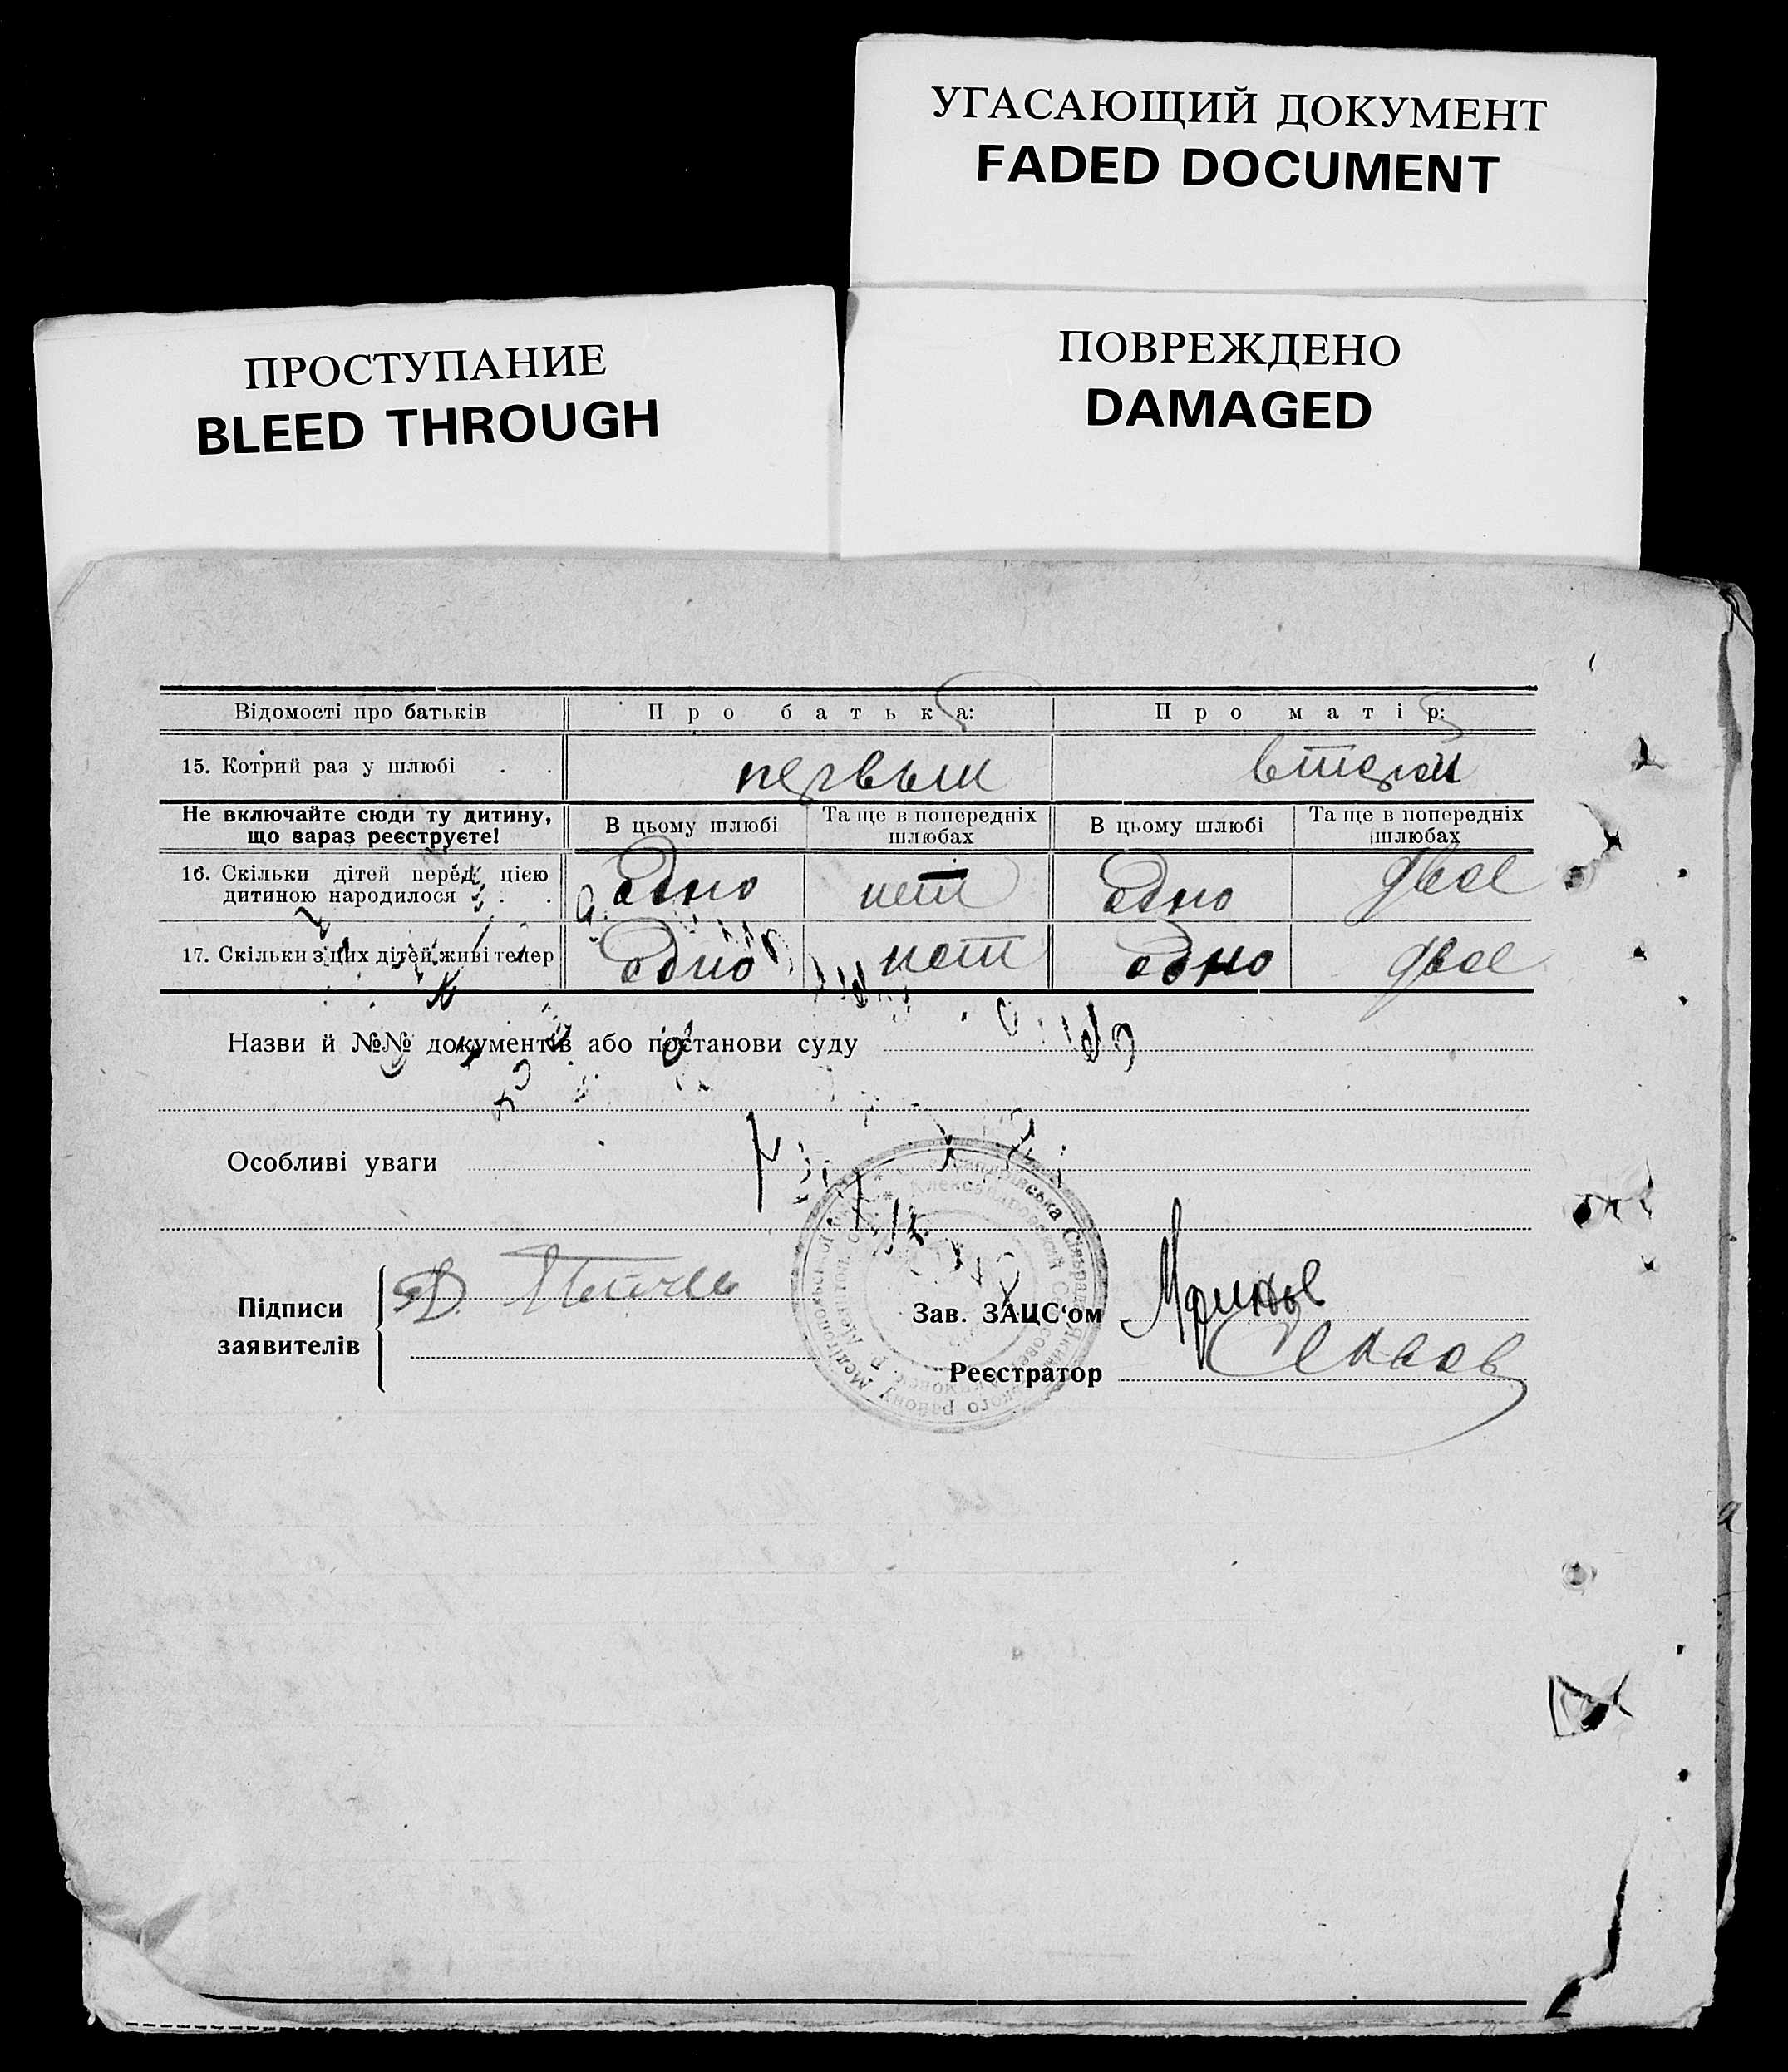 УГАСАЮЩИЙ ДОКУМЕНТ
FADED DOCUMENT
ПРОСТУПАНИЕ
BLEED THROUGH
ПОВРЕЖДЕНО
DAMAGED
Відомості про батьків Про батька: Про матір:
15. Котрий раз у шлюбі . . первый второй
Не включайте сюди ту дитину, що вараз реєструєте! В цьому шлюбі Та ще в попередніх шлюбах В цьому шлюбі Та ще в попередніх шлюбах
16. Скільки дітей перед цією дитиною народилося . . одно нет одно двое
17. Скільки з цих дітей живі тепер одно нет одно двое
Назви й №№ документів або постанови суду
Особливі уваги
Підписи заявителів
Зав. ЗАЦС‘ом
Реєстратор